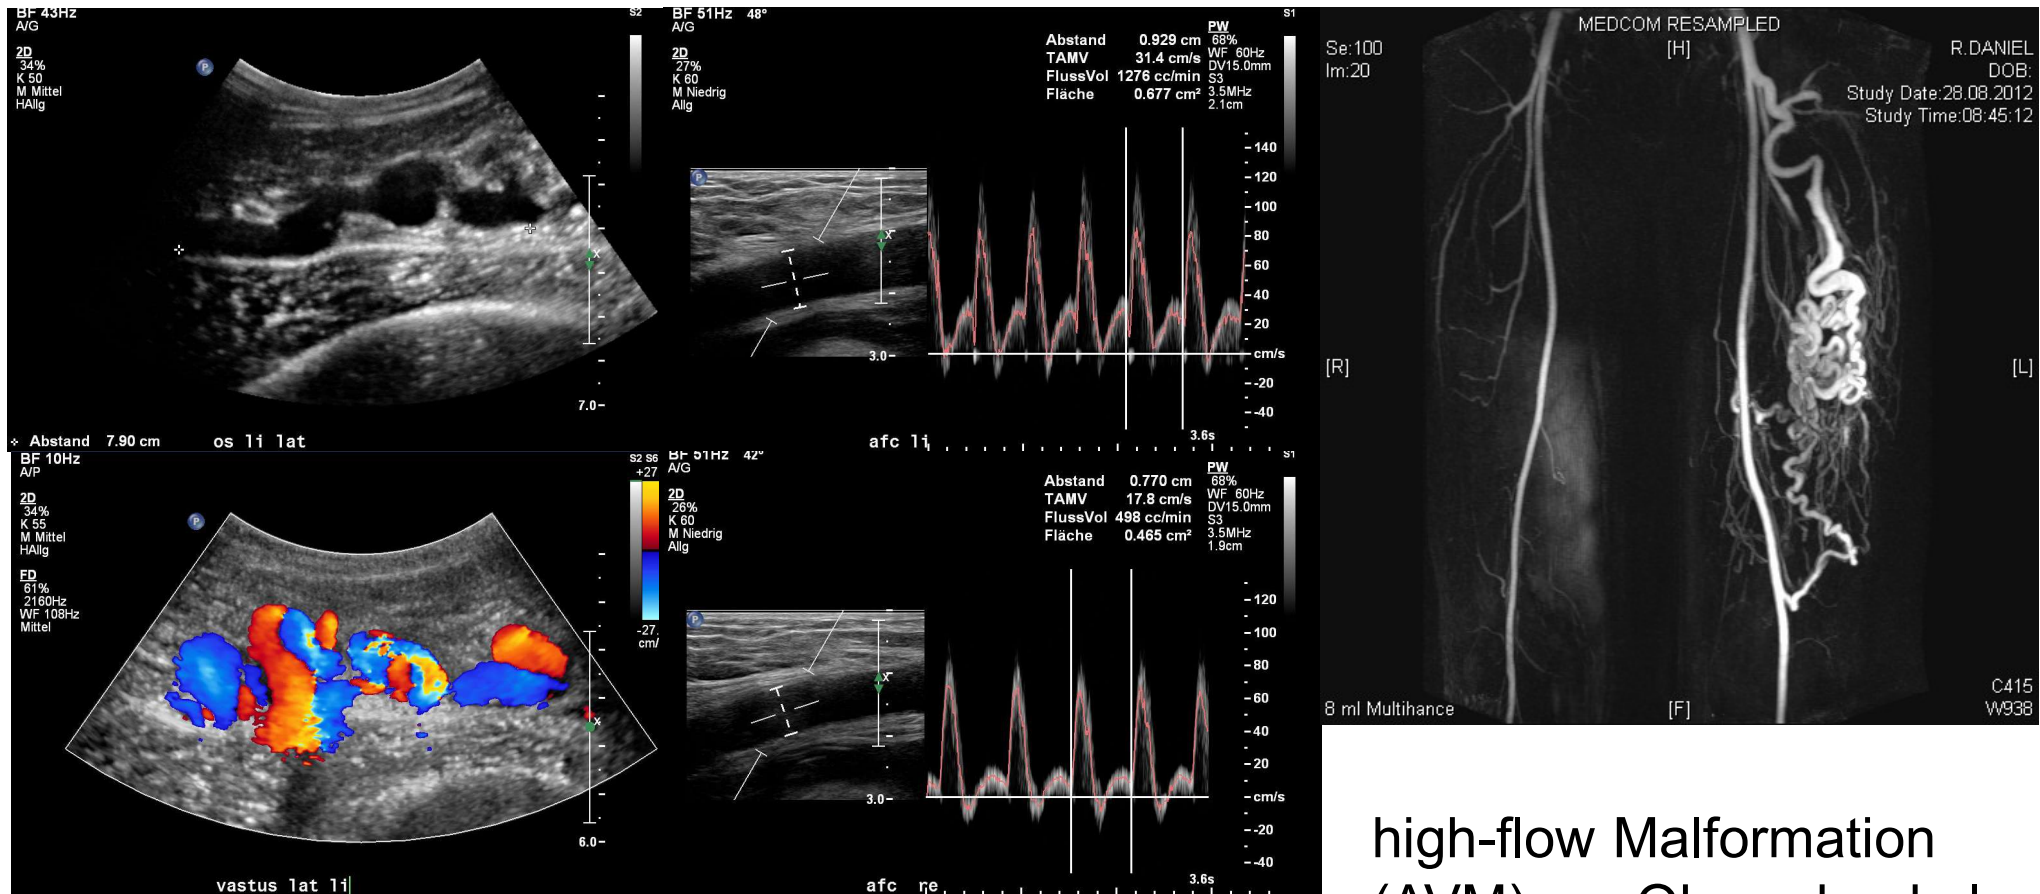 BF 43Hz
A/G
2D
34%
K 50
M Mittel
HAllg
P
S2
x
7.0
Abstand 7.90 cm
os li lat
BF 51Hz 48°
A/G
2D
27%
K 60
M Niedrig
Allg
Abstand 0.929 cm
TAMV 31.4 cm/s
FlussVol 1276 cc/min
Fläche 0.677 cm²
PW
68%
WF 60Hz
DV15.0mm
S3
3.5MHz
2.1cm
S1
P
x
3.0
140
120
100
80
60
40
20
cm/s
-20
-40
3.6s
afc li
MEDCOM RESAMPLED
[H]
Se:100
Im:20
R.DANIEL
DOB:
Study Date:28.08.2012
Study Time:08:45:12
[R]
[L]
8 ml Multihance
[F]
C415
W938
BF 10Hz
A/P
2D
34%
K 55
M Mittel
HAllg
FD
61%
2160Hz
WF 108Hz
Mittel
P
S2 S6
+27
-27.
cm/
x
6.0
vastus lat li
BF 51Hz 42°
A/G
2D
26%
K 60
M Niedrig
Allg
Abstand 0.770 cm
TAMV 17.8 cm/s
FlussVol 498 cc/min
Fläche 0.465 cm²
PW
68%
WF 60Hz
DV15.0mm
S3
3.5MHz
1.9cm
S1
P
x
3.0
120
100
80
60
40
20
cm/s
-20
-40
3.6s
afc re
high-flow Malformation
(AVM)